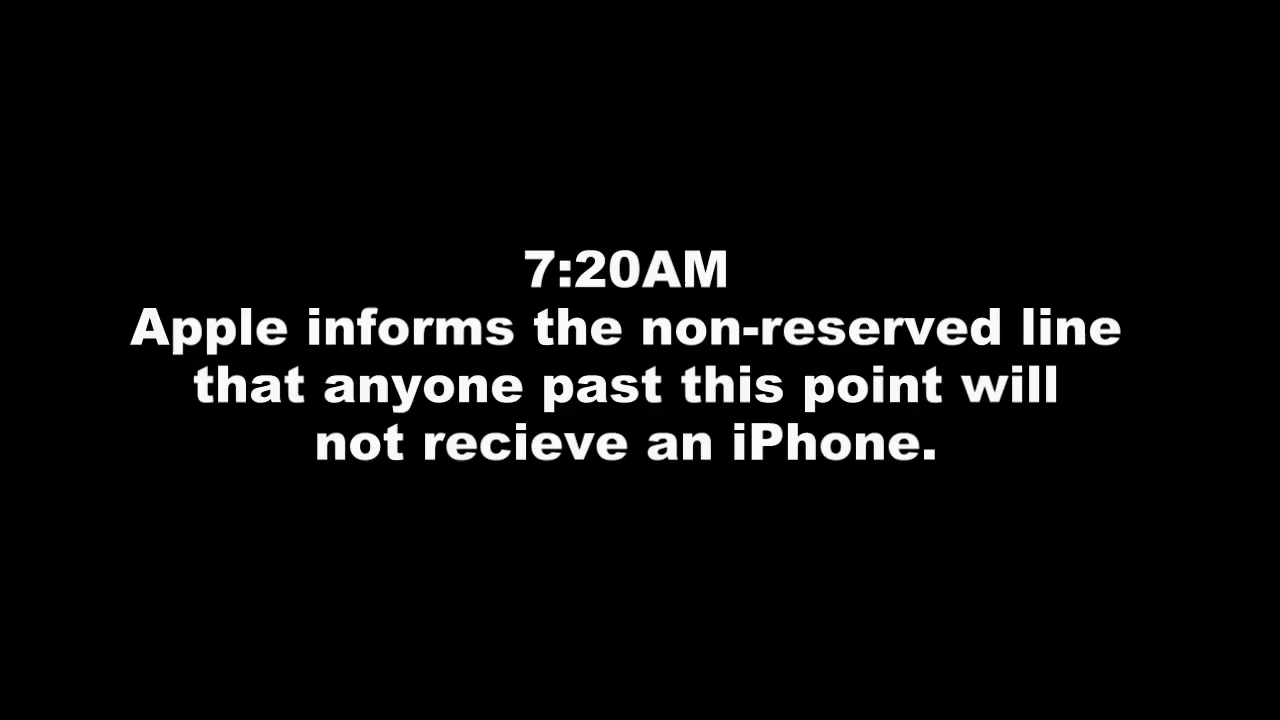 7:20AM
Apple informs the non-reserved line
that anyone past this point will
not recieve an iPhone.